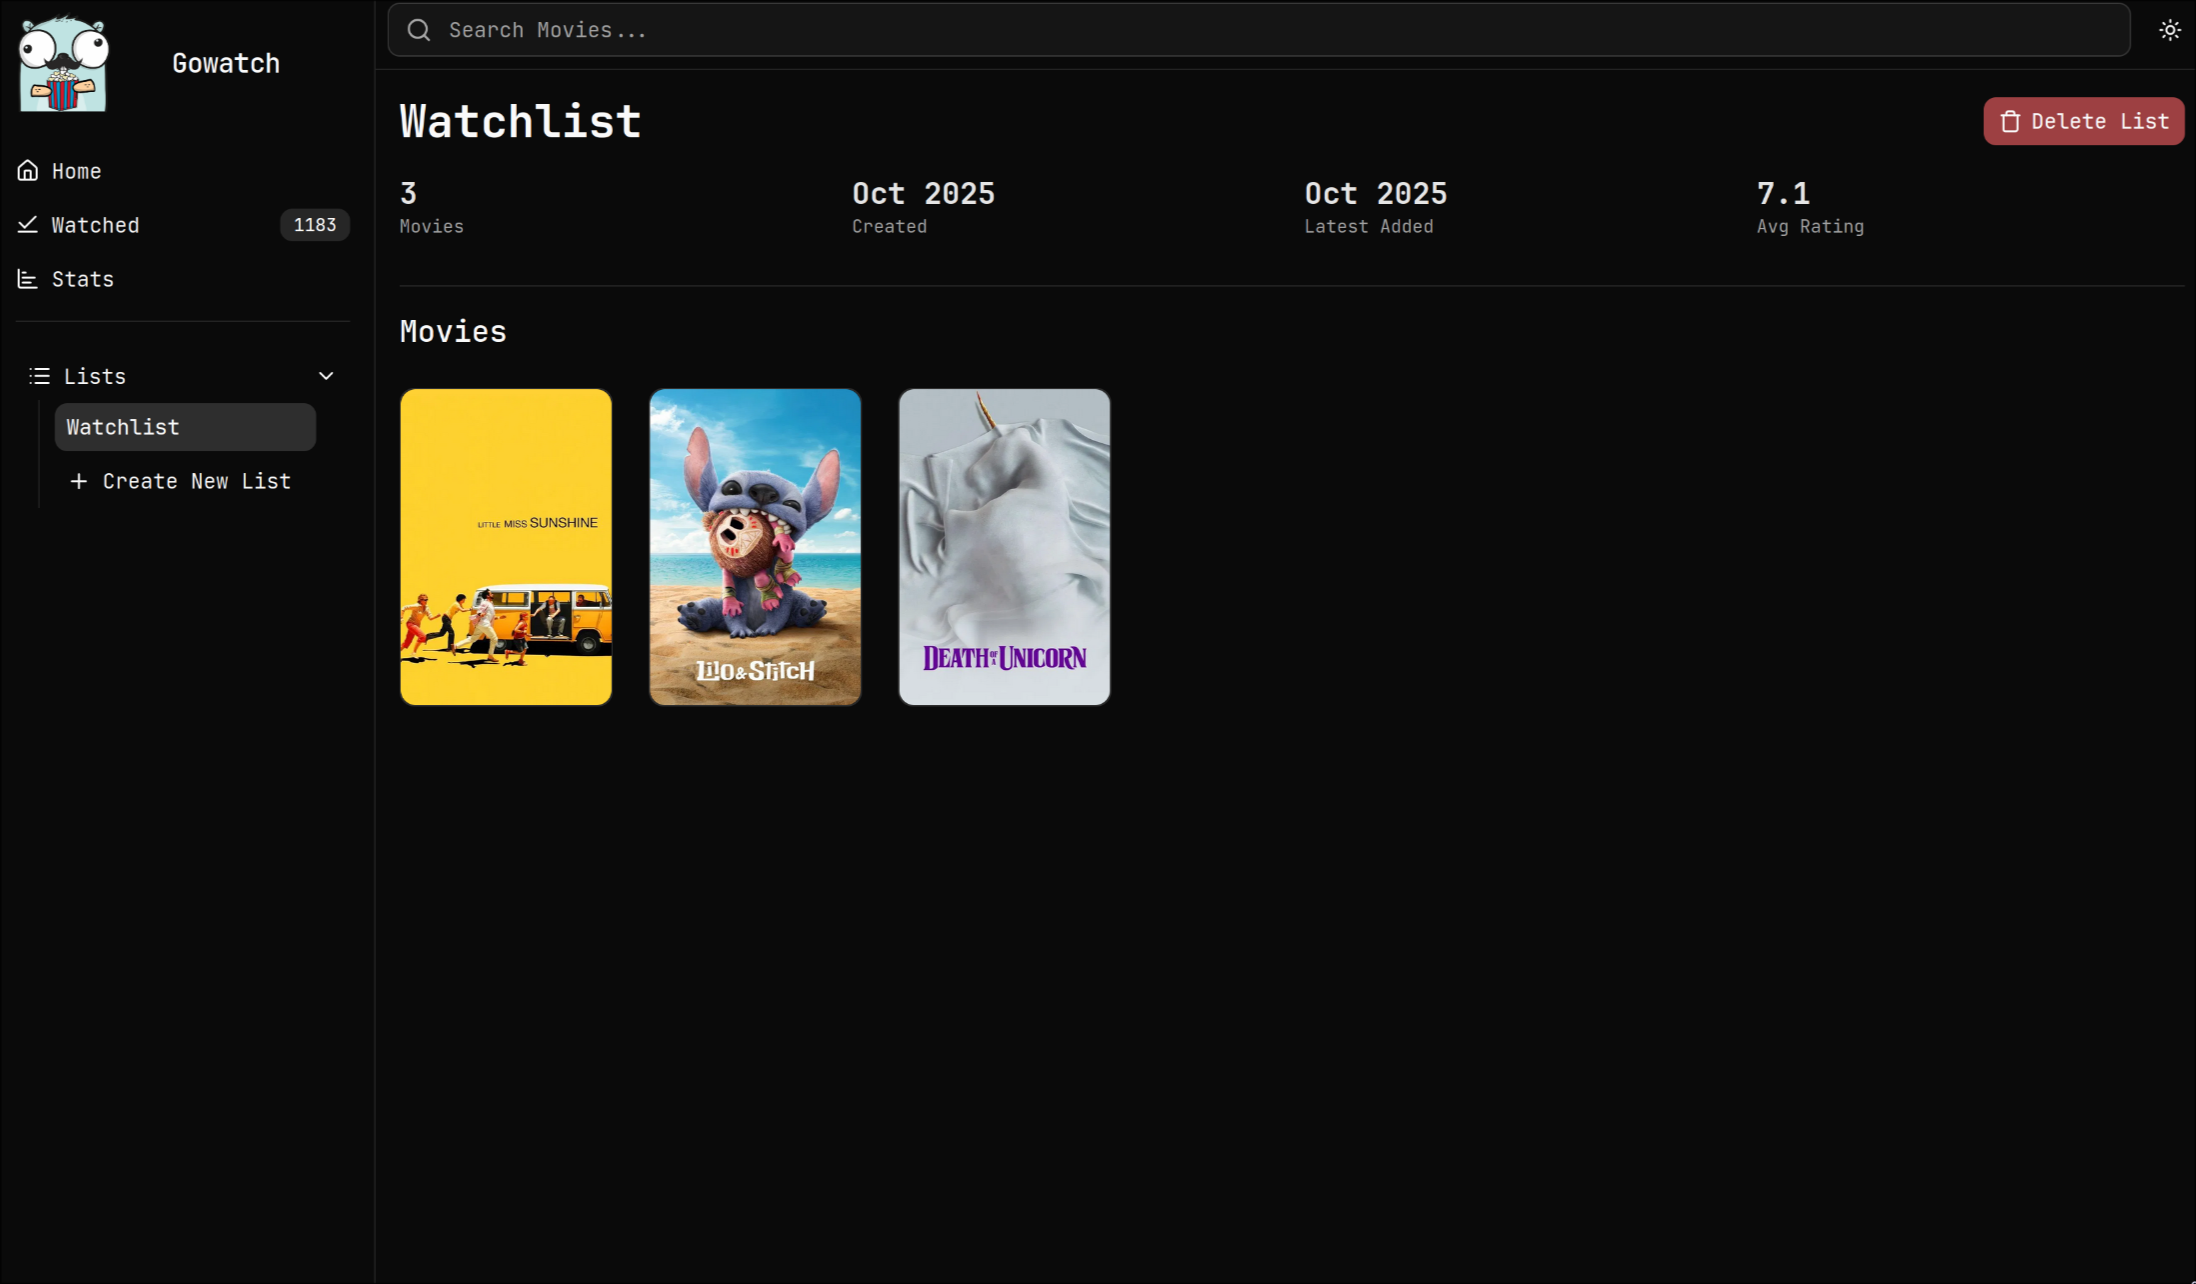 Gowatch
Home
Watched 1183
Stats
Lists
Watchlist
Create New List
Search Movies...
Watchlist
Delete List
3
Movies
Oct 2025
Created
Oct 2025
Latest Added
7.1
Avg Rating
Movies
LITTLE MISS SUNSHINE
LiLO & StitcH
DEATH OF A UNICORN